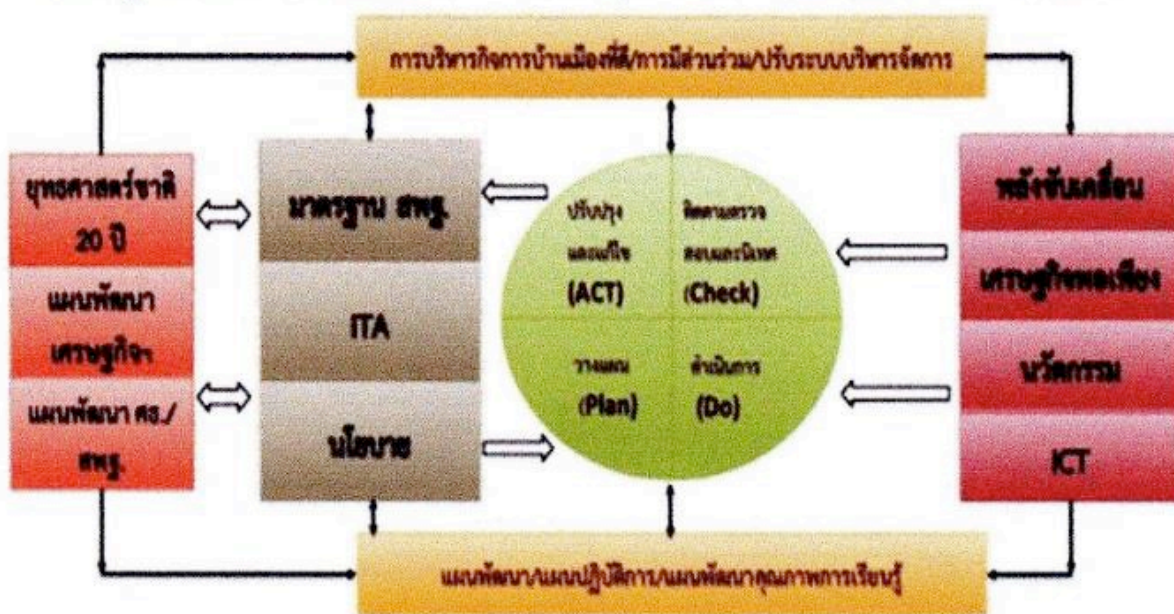 การบริหารกิจการบ้านเมืองที่ดี/การมีส่วนร่วม/ปรับระบบบริหารจัดการ
ยุทธศาสตร์ชาติ
20 ปี
แผนพัฒนา
เศรษฐกิจฯ
แผนพัฒนา ศธ./
สพฐ.
มาตรฐาน สพฐ.
ITA
นโยบาย
ปรับปรุง
และแก้ไข
(ACT)
ติดตามตรวจ
สอบและนิเทศ
(Check)
วางแผน
(Plan)
ดำเนินการ
(Do)
พลังขับเคลื่อน
เศรษฐกิจพอเพียง
นวัตกรรม
ICT
แผนพัฒนา/แผนปฏิบัติการ/แผนพัฒนาคุณภาพการเรียนรู้